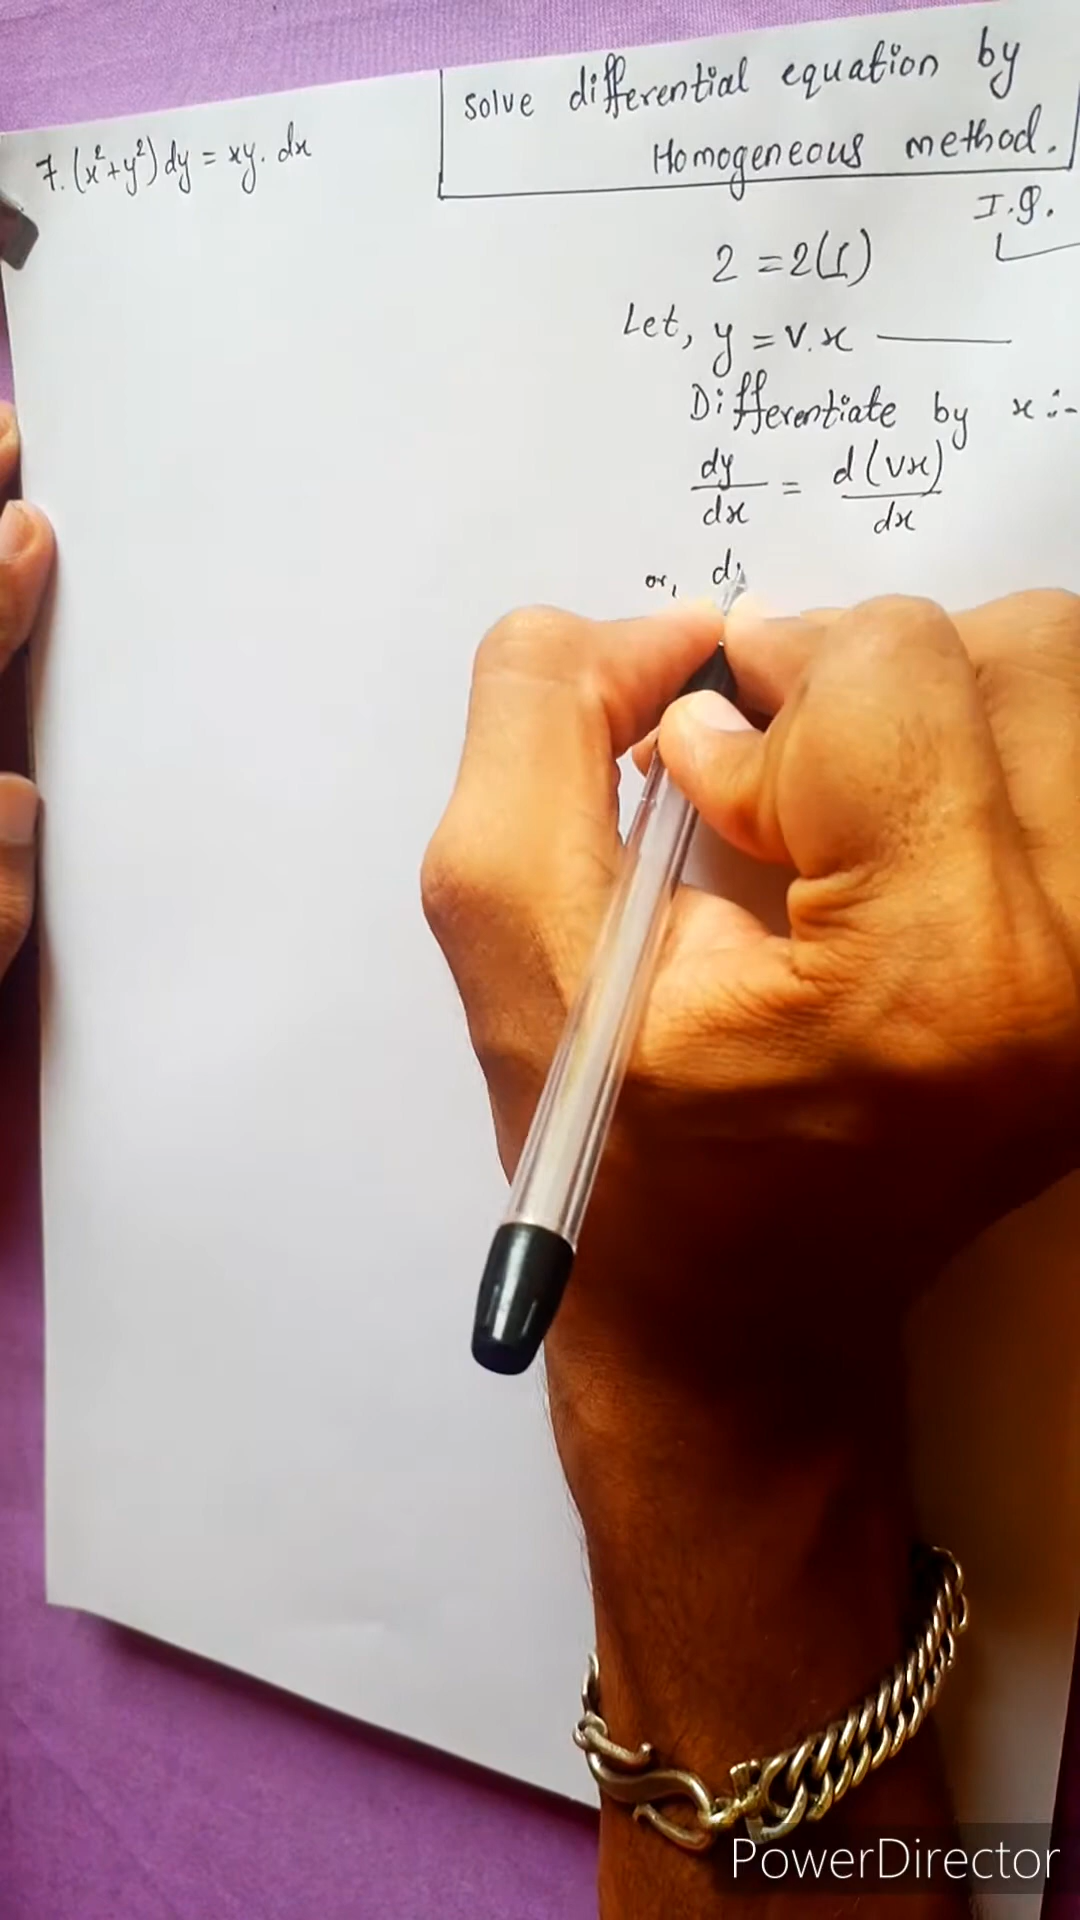 7. (x²+y²) dy = xy. dx
Solve differential equation by
Homogeneous method.
I.g.
2 = 2(1)
Let, y = v.x
Differentiate by x :-
dy/dx = d(vx)/dx
or, dy
PowerDirector